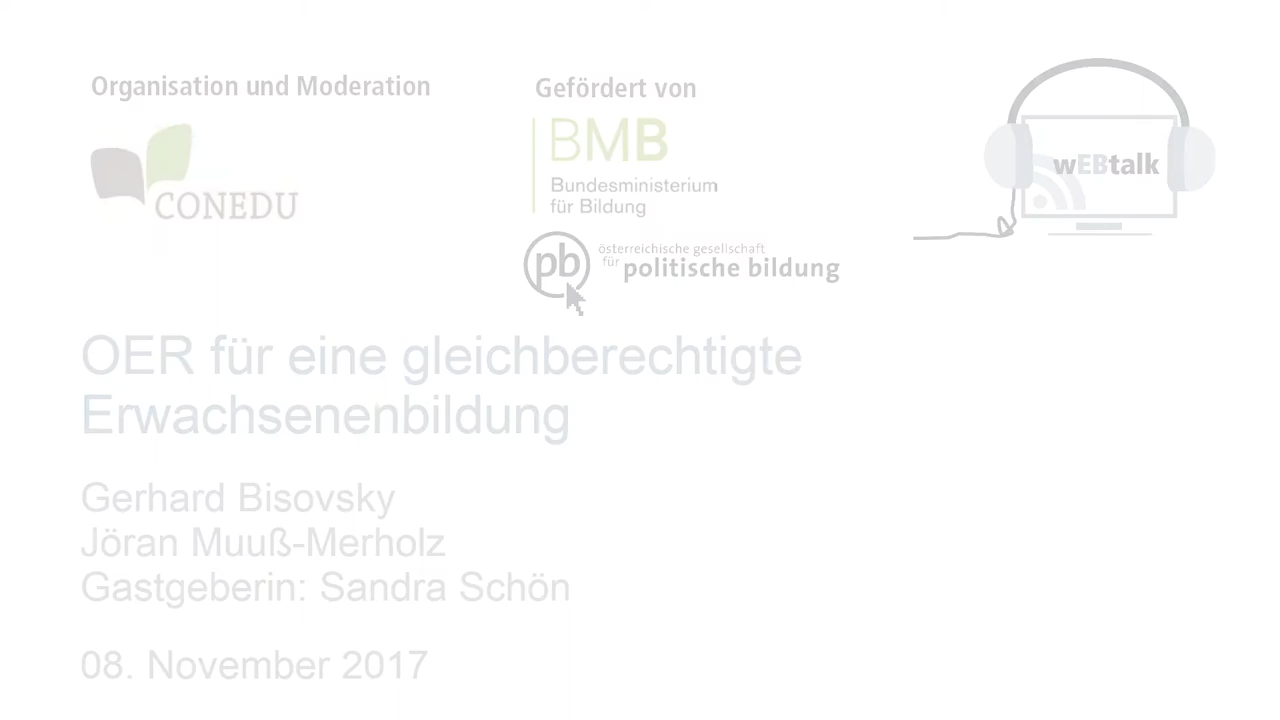 Organisation und Moderation
CONEDU
Gefördert von
BMB
Bundesministerium
für Bildung
pb
österreichische gesellschaft
für politische bildung
wEBtalk
OER für eine gleichberechtigte
Erwachsenenbildung
Gerhard Bisovsky
Jöran Muuß-Merholz
Gastgeberin: Sandra Schön
08. November 2017